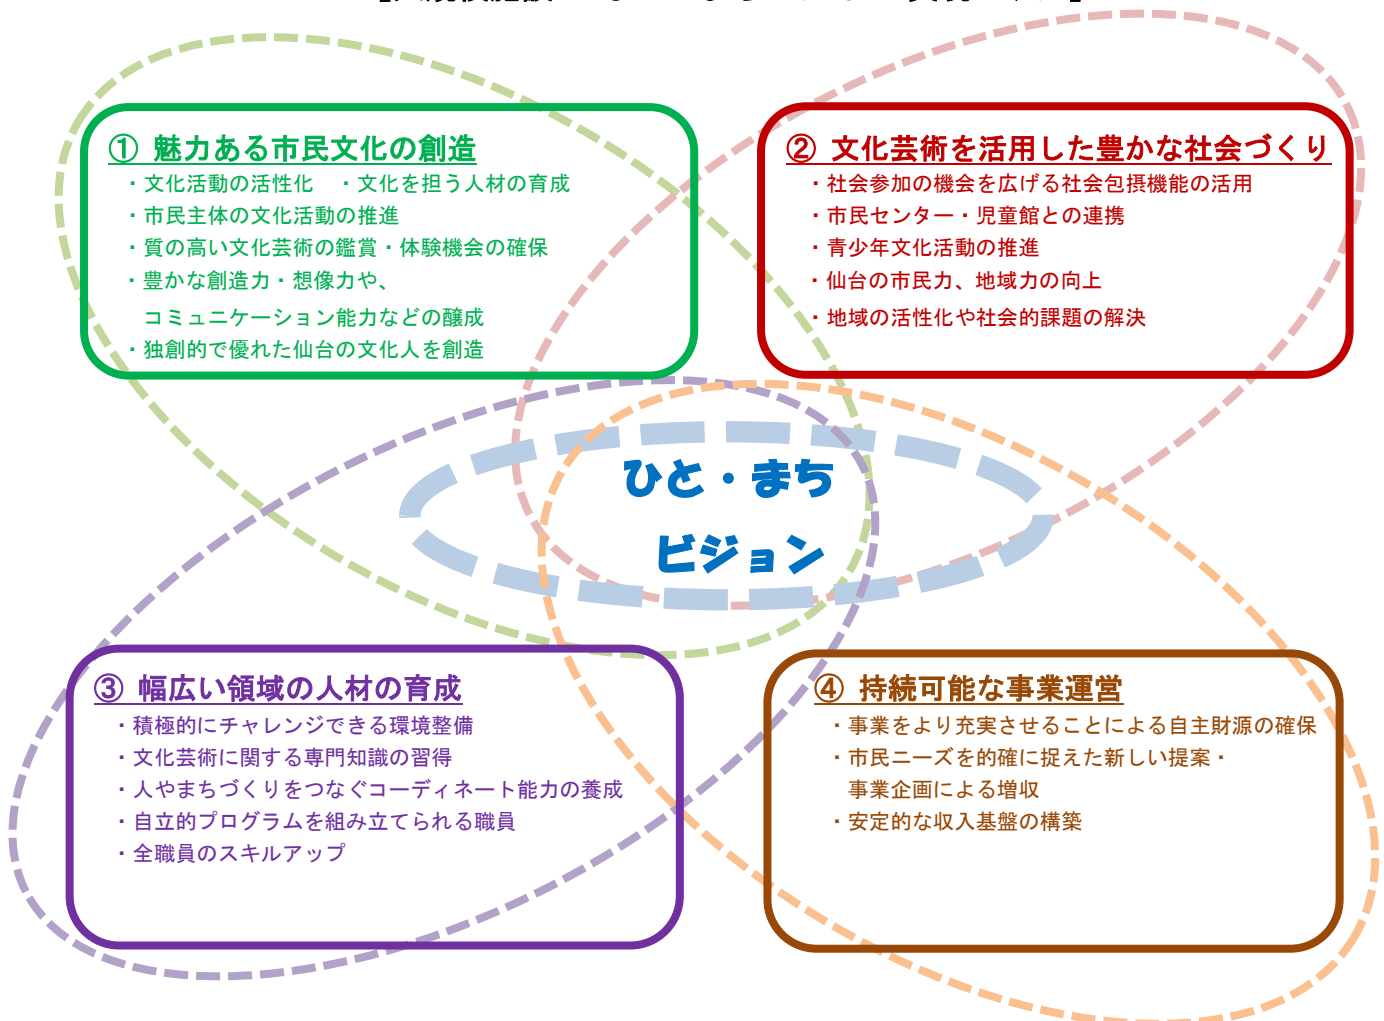 ① 魅力ある市民文化の創造
・文化活動の活性化　・文化を担う人材の育成
・市民主体の文化活動の推進
・質の高い文化芸術の鑑賞・体験機会の確保
・豊かな創造力・想像力や、
コミュニケーション能力などの醸成
・独創的で優れた仙台の文化人を創造
② 文化芸術を活用した豊かな社会づくり
・社会参加の機会を広げる社会包摂機能の活用
・市民センター・児童館との連携
・青少年文化活動の推進
・仙台の市民力、地域力の向上
・地域の活性化や社会的課題の解決
ひと・まち
ビジョン
③ 幅広い領域の人材の育成
・積極的にチャレンジできる環境整備
・文化芸術に関する専門知識の習得
・人やまちづくりをつなぐコーディネート能力の養成
・自立的プログラムを組み立てられる職員
・全職員のスキルアップ
④ 持続可能な事業運営
・事業をより充実させることによる自主財源の確保
・市民ニーズを的確に捉えた新しい提案・
事業企画による増収
・安定的な収入基盤の構築